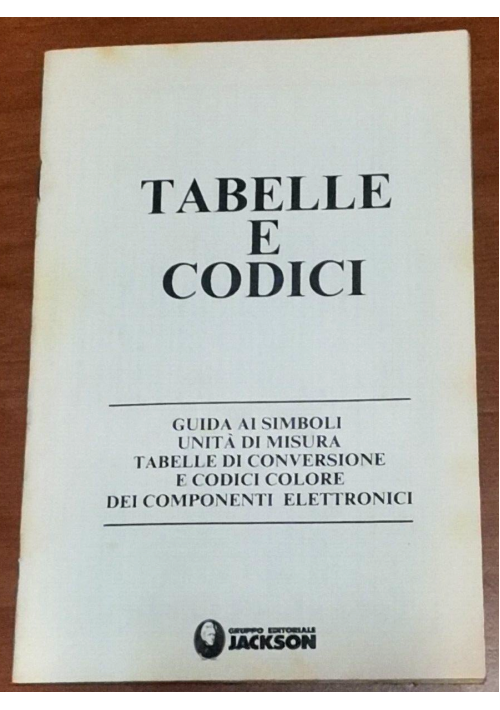 TABELLE
E
CODICI
GUIDA AI SIMBOLI
UNITÀ DI MISURA
TABELLE DI CONVERSIONE
E CODICI COLORE
DEI COMPONENTI ELETTRONICI
GRUPPO EDITORIALE
JACKSON